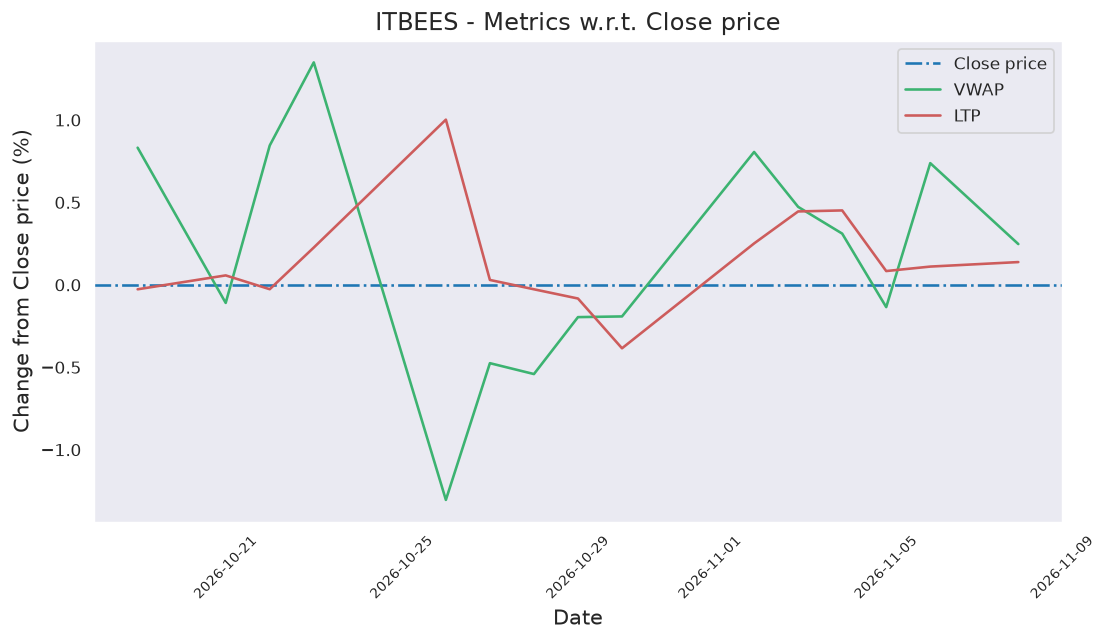 ITBEES - Metrics w.r.t. Close price
Close price
VWAP
LTP
Change from Close price (%)
1.0
0.5
0.0
−0.5
−1.0
2026-10-21
2026-10-25
2026-10-29
2026-11-01
2026-11-05
2026-11-09
Date